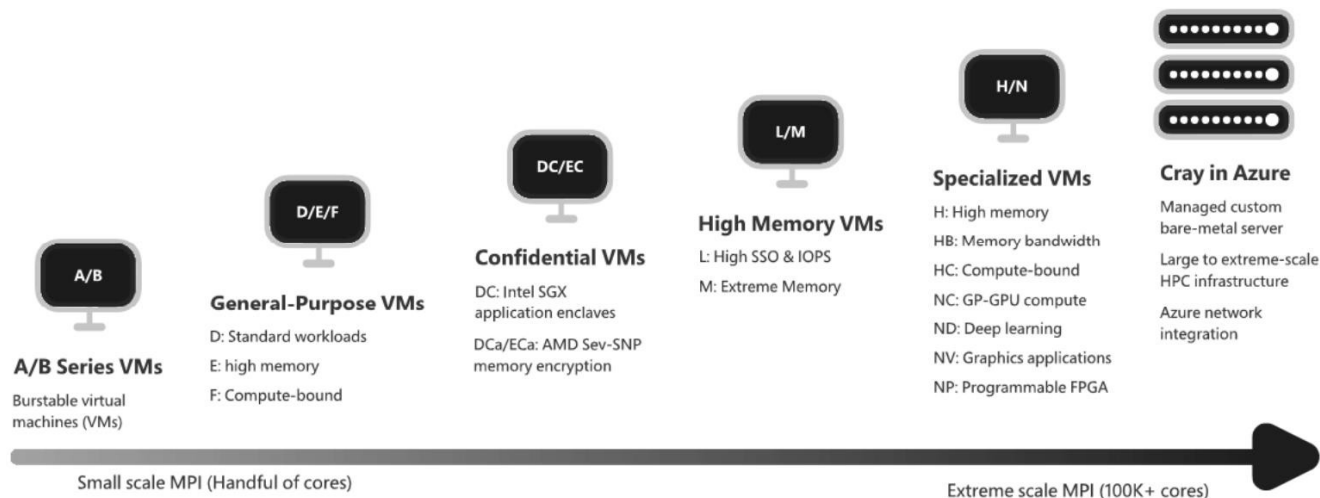 A/B
A/B Series VMs
Burstable virtual
machines (VMs)
D/E/F
General-Purpose VMs
D: Standard workloads
E: high memory
F: Compute-bound
DC/EC
Confidential VMs
DC: Intel SGX
application enclaves
DCa/ECa: AMD Sev-SNP
memory encryption
L/M
High Memory VMs
L: High SSO & IOPS
M: Extreme Memory
H/N
Specialized VMs
H: High memory
HB: Memory bandwidth
HC: Compute-bound
NC: GP-GPU compute
ND: Deep learning
NV: Graphics applications
NP: Programmable FPGA
Cray in Azure
Managed custom
bare-metal server
Large to extreme-scale
HPC infrastructure
Azure network
integration
Small scale MPI (Handful of cores)
Extreme scale MPI (100K+ cores)